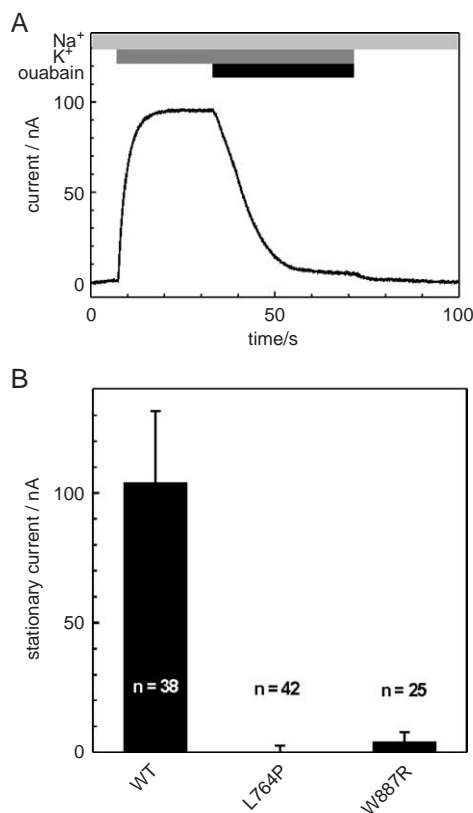 A
Na+
K+
ouabain
100
50
0
current / nA
0 50 100
time/s
B
100
50
0
stationary current / nA
n = 38 n = 42 n = 25
WT L764P W887R